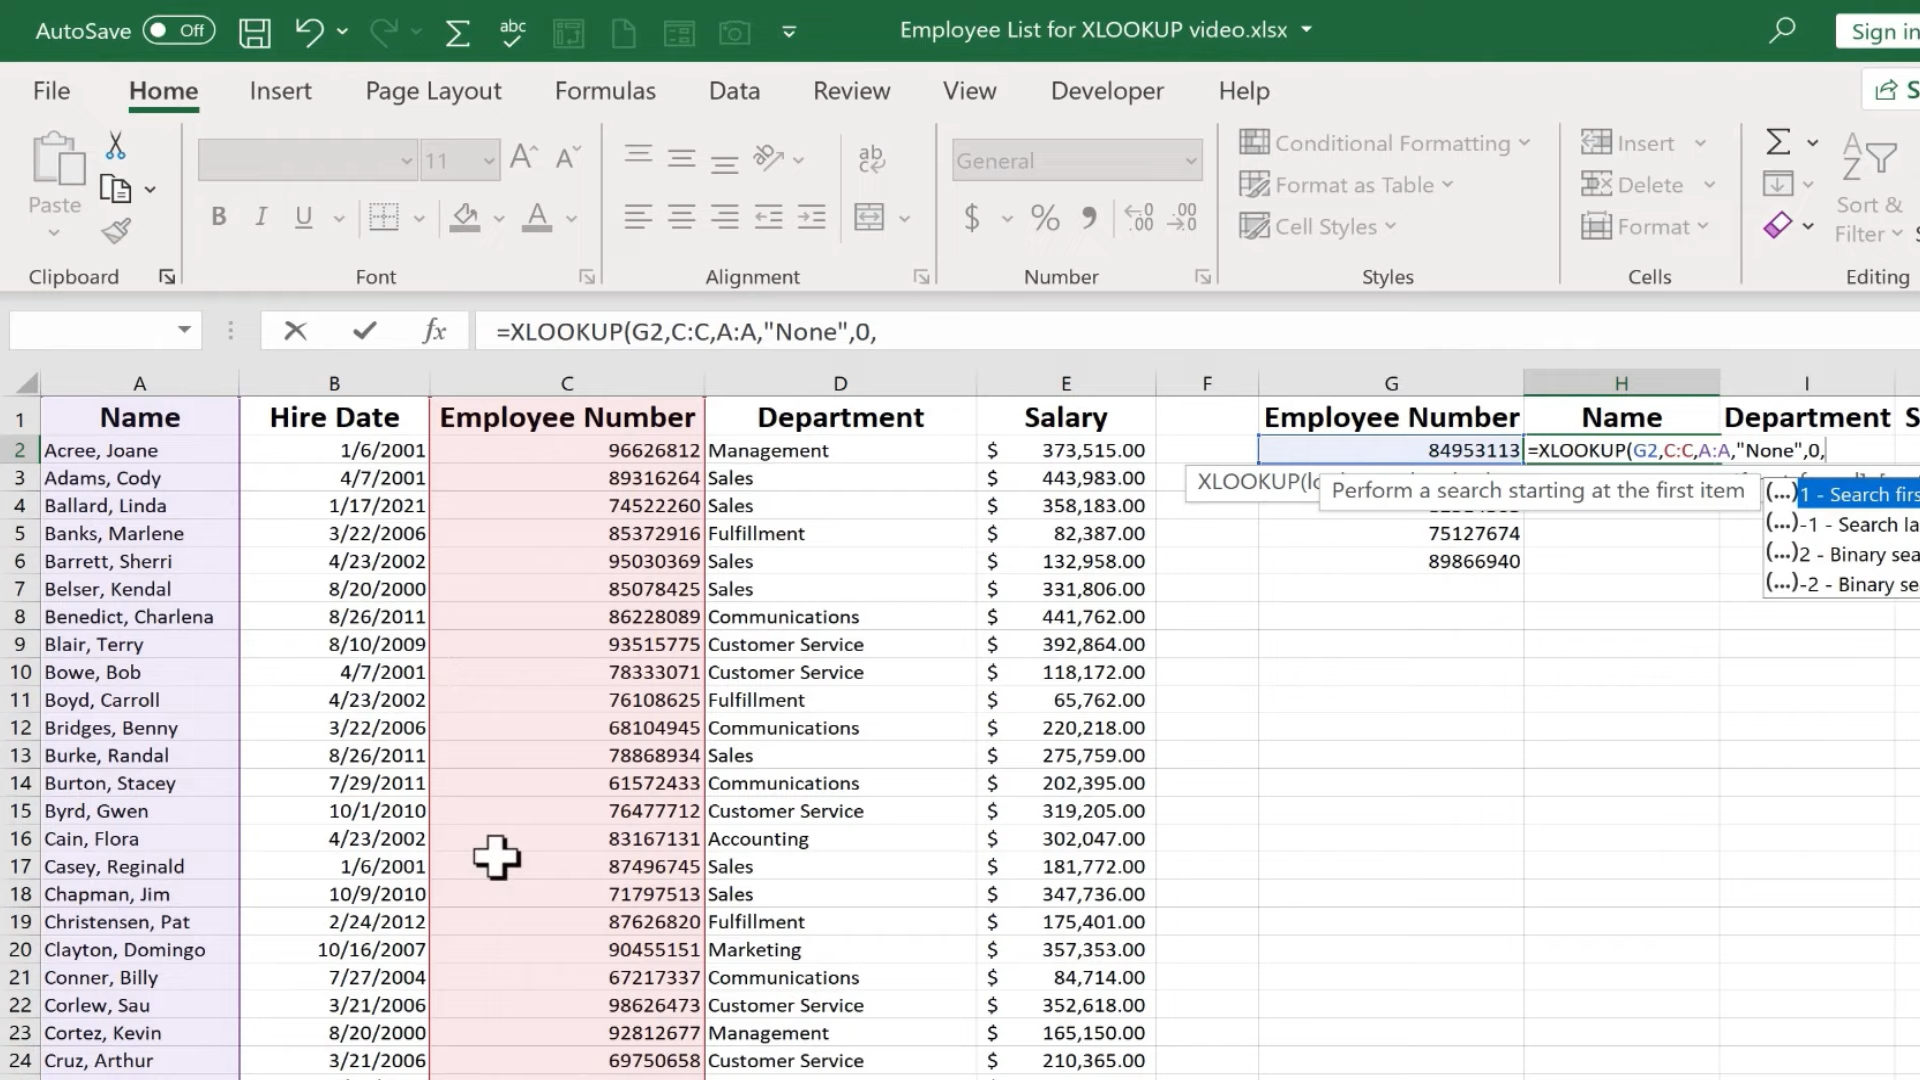 AutoSave Off abc Employee List for XLOOKUP video.xlsx Sign in
File Home Insert Page Layout Formulas Data Review View Developer Help S
Paste 11 General Conditional Formatting Format as Table Cell Styles Insert Delete Format Sort & Filter
Clipboard Font Alignment Number Styles Cells Editing
fx =XLOOKUP(G2,C:C,A:A,"None",0,
A B C D E F G H I
1 Name Hire Date Employee Number Department Salary Employee Number Name Department S
2 Acree, Joane 1/6/2001 96626812 Management $ 373,515.00 84953113 =XLOOKUP(G2,C:C,A:A,"None",0,
3 Adams, Cody 4/7/2001 89316264 Sales $ 443,983.00 XLOOKUP(lo Perform a search starting at the first item (...) 1 - Search firs
4 Ballard, Linda 1/17/2021 74522260 Sales $ 358,183.00 (...) -1 - Search la
5 Banks, Marlene 3/22/2006 85372916 Fulfillment $ 82,387.00 75127674 (...) 2 - Binary sea
6 Barrett, Sherri 4/23/2002 95030369 Sales $ 132,958.00 89866940 (...) -2 - Binary se
7 Belser, Kendal 8/20/2000 85078425 Sales $ 331,806.00
8 Benedict, Charlena 8/26/2011 86228089 Communications $ 441,762.00
9 Blair, Terry 8/10/2009 93515775 Customer Service $ 392,864.00
10 Bowe, Bob 4/7/2001 78333071 Customer Service $ 118,172.00
11 Boyd, Carroll 4/23/2002 76108625 Fulfillment $ 65,762.00
12 Bridges, Benny 3/22/2006 68104945 Communications $ 220,218.00
13 Burke, Randal 8/26/2011 78868934 Sales $ 275,759.00
14 Burton, Stacey 7/29/2011 61572433 Communications $ 202,395.00
15 Byrd, Gwen 10/1/2010 76477712 Customer Service $ 319,205.00
16 Cain, Flora 4/23/2002 83167131 Accounting $ 302,047.00
17 Casey, Reginald 1/6/2001 87496745 Sales $ 181,772.00
18 Chapman, Jim 10/9/2010 71797513 Sales $ 347,736.00
19 Christensen, Pat 2/24/2012 87626820 Fulfillment $ 175,401.00
20 Clayton, Domingo 10/16/2007 90455151 Marketing $ 357,353.00
21 Conner, Billy 7/27/2004 67217337 Communications $ 84,714.00
22 Corlew, Sau 3/21/2006 98626473 Customer Service $ 352,618.00
23 Cortez, Kevin 8/20/2000 92812677 Management $ 165,150.00
24 Cruz, Arthur 3/21/2006 69750658 Customer Service $ 210,365.00